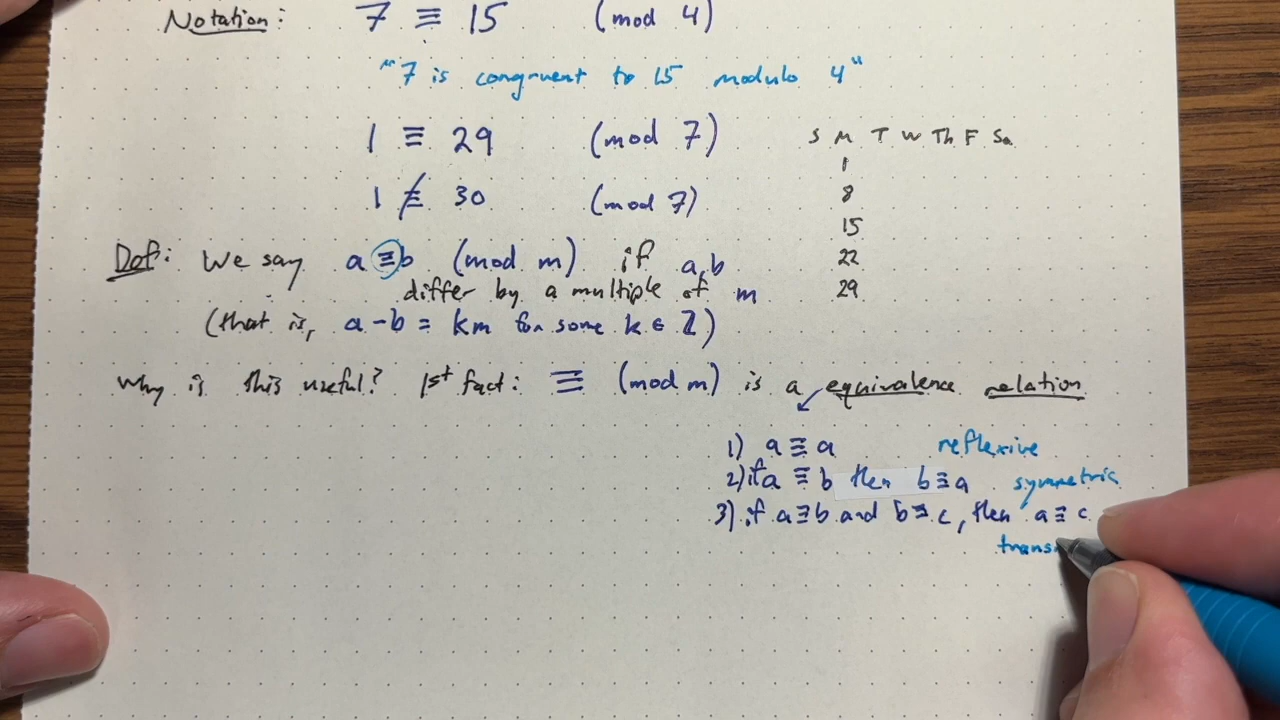 Notation: 7 ≡ 15 (mod 4)
"7 is congruent to 15 modulo 4"
1 ≡ 29 (mod 7)
1 ≢ 30 (mod 7)
S M T W Th F Sa
1
8
15
22
29
Def: We say a ≡ b (mod m) if a, b
differ by a multiple of m
(that is, a - b = km for some k ∈ ℤ)
Why is this useful? 1st fact: ≡ (mod m) is a equivalence relation
1) a ≡ a reflexive
2) if a ≡ b then b ≡ a symmetric
3) if a ≡ b and b ≡ c, then a ≡ c
trans